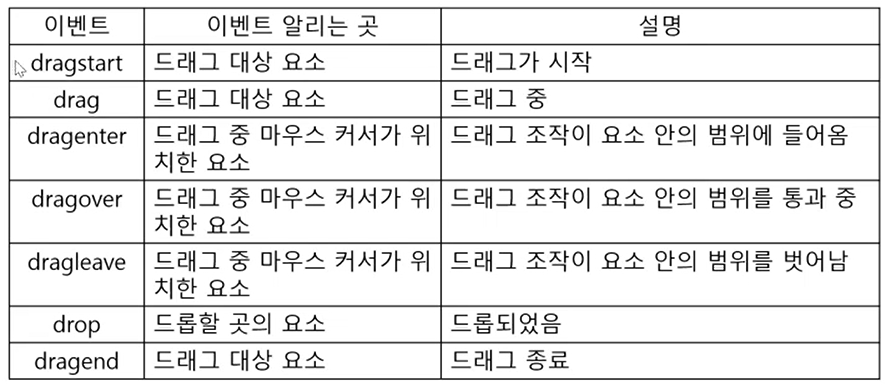 이벤트 이벤트 알리는 곳 설명
dragstart 드래그 대상 요소 드래그가 시작
drag 드래그 대상 요소 드래그 중
dragenter 드래그 중 마우스 커서가 위 드래그 조작이 요소 안의 범위에 들어옴
치한 요소
dragover 드래그 중 마우스 커서가 위 드래그 조작이 요소 안의 범위를 통과 중
치한 요소
dragleave 드래그 중 마우스 커서가 위 드래그 조작이 요소 안의 범위를 벗어남
치한 요소
drop 드롭할 곳의 요소 드롭되었음
dragend 드래그 대상 요소 드래그 종료